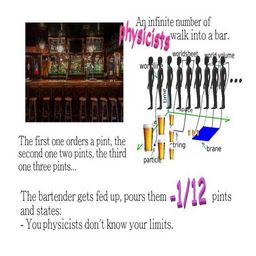 An infinite number of
physicists walk into a bar.
worldsheet
world volume
time
space
particle
string
brane
The first one orders a pint, the
second one two pints, the third
one three pints...
The bartender gets fed up, pours them -1/12 pints
and states:
- You physicists don't know your limits.